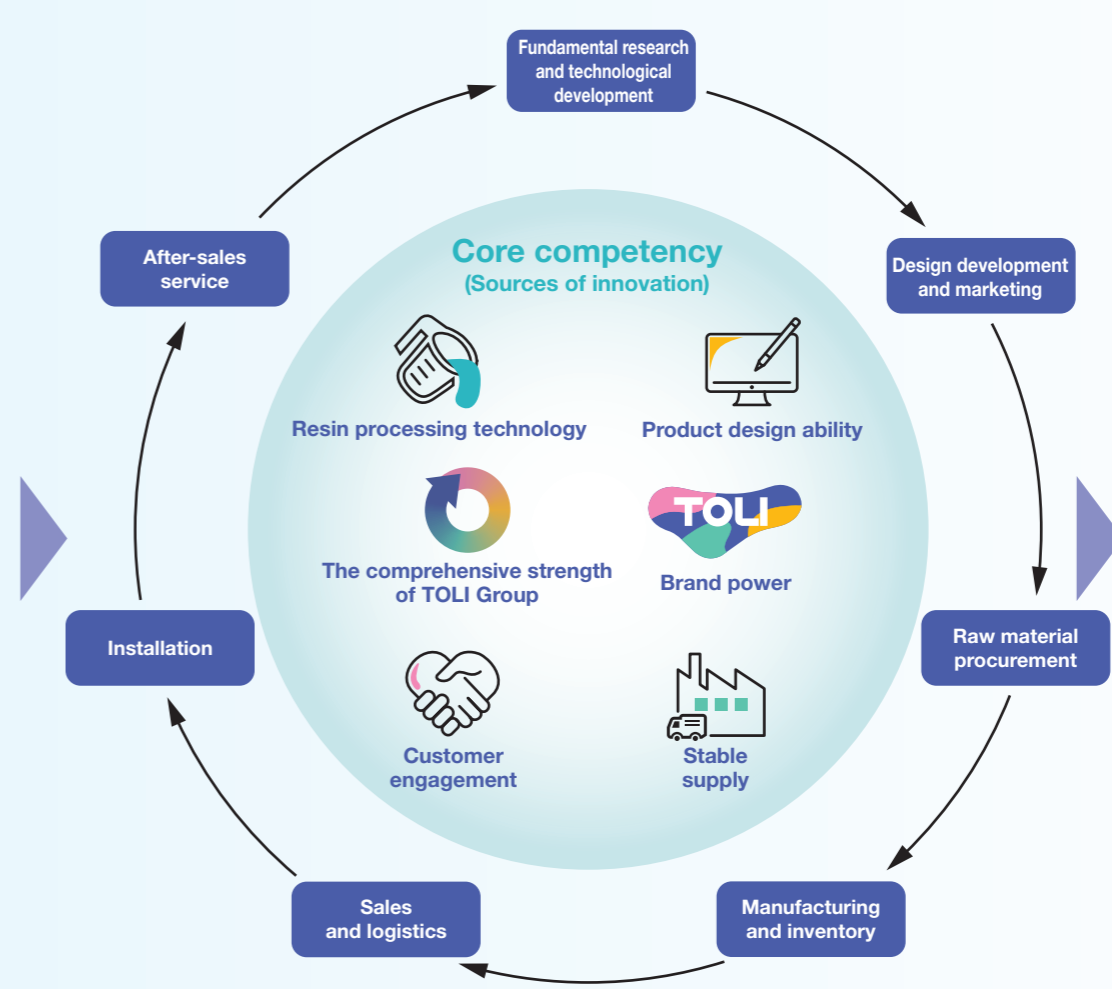 Fundamental research
and technological
development
Design development
and marketing
Raw material
procurement
Manufacturing
and inventory
Sales
and logistics
Installation
After-sales
service
Core competency
(Sources of innovation)
Resin processing technology
Product design ability
The comprehensive strength
of TOLI Group
TOLI
Brand power
Customer
engagement
Stable
supply